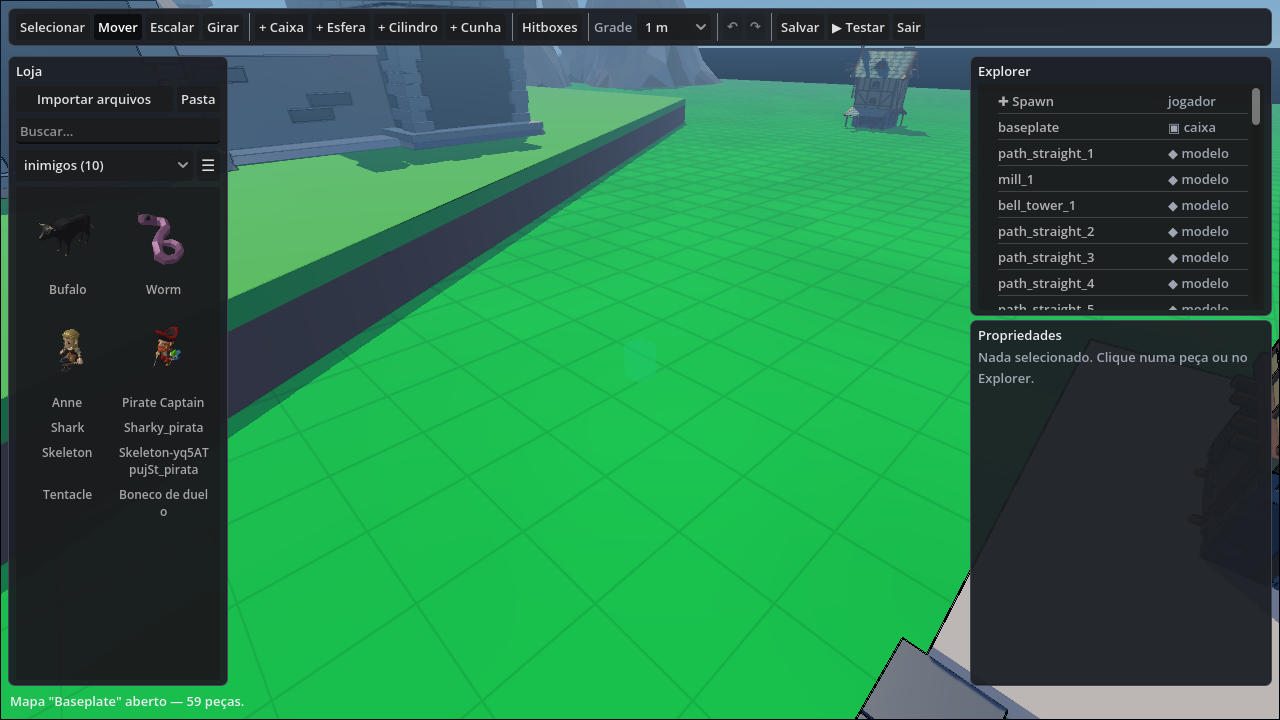 Selecionar Mover Escalar Girar + Caixa + Esfera + Cilindro + Cunha Hitboxes Grade 1 m Salvar ▶ Testar Sair
Loja
Importar arquivos Pasta
Buscar...
inimigos (10)
Bufalo Worm
Anne Pirate Captain
Shark Sharky_pirata
Skeleton Skeleton-yq5AT
pujSt_pirata
Tentacle Boneco de duel
o
Mapa "Baseplate" aberto — 59 peças.
Explorer
✚ Spawn jogador
baseplate ▣ caixa
path_straight_1 ◆ modelo
mill_1 ◆ modelo
bell_tower_1 ◆ modelo
path_straight_2 ◆ modelo
path_straight_3 ◆ modelo
path_straight_4 ◆ modelo
path_straight_5 ◆ modelo
Propriedades
Nada selecionado. Clique numa peça ou no
Explorer.